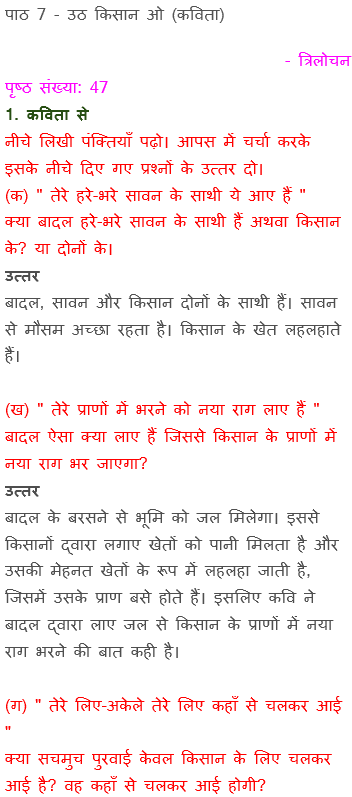 पाठ 7 - उठ किसान ओ (कविता)
- त्रिलोचन
पृष्ठ संख्या: 47
1. कविता से
नीचे लिखी पंक्तियाँ पढ़ो। आपस में चर्चा करके
इसके नीचे दिए गए प्रश्नों के उत्तर दो।
(क) " तेरे हरे-भरे सावन के साथी ये आए हैं "
क्या बादल हरे-भरे सावन के साथी हैं अथवा किसान
के? या दोनों के।
उत्तर
बादल, सावन और किसान दोनों के साथी हैं। सावन
से मौसम अच्छा रहता है। किसान के खेत लहलहाते
हैं।
(ख) " तेरे प्राणों में भरने को नया राग लाए हैं "
बादल ऐसा क्या लाए हैं जिससे किसान के प्राणों में
नया राग भर जाएगा?
उत्तर
बादल के बरसने से भूमि को जल मिलेगा। इससे
किसानों द्वारा लगाए खेतों को पानी मिलता है और
उसकी मेहनत खेतों के रूप में लहलहा जाती है,
जिसमें उसके प्राण बसे होते हैं। इसलिए कवि ने
बादल द्वारा लाए जल से किसान के प्राणों में नया
राग भरने की बात कही है।
(ग) " तेरे लिए-अकेले तेरे लिए कहाँ से चलकर आई
"
क्या सचमुच पुरवाई केवल किसान के लिए चलकर
आई है? वह कहाँ से चलकर आई होगी?